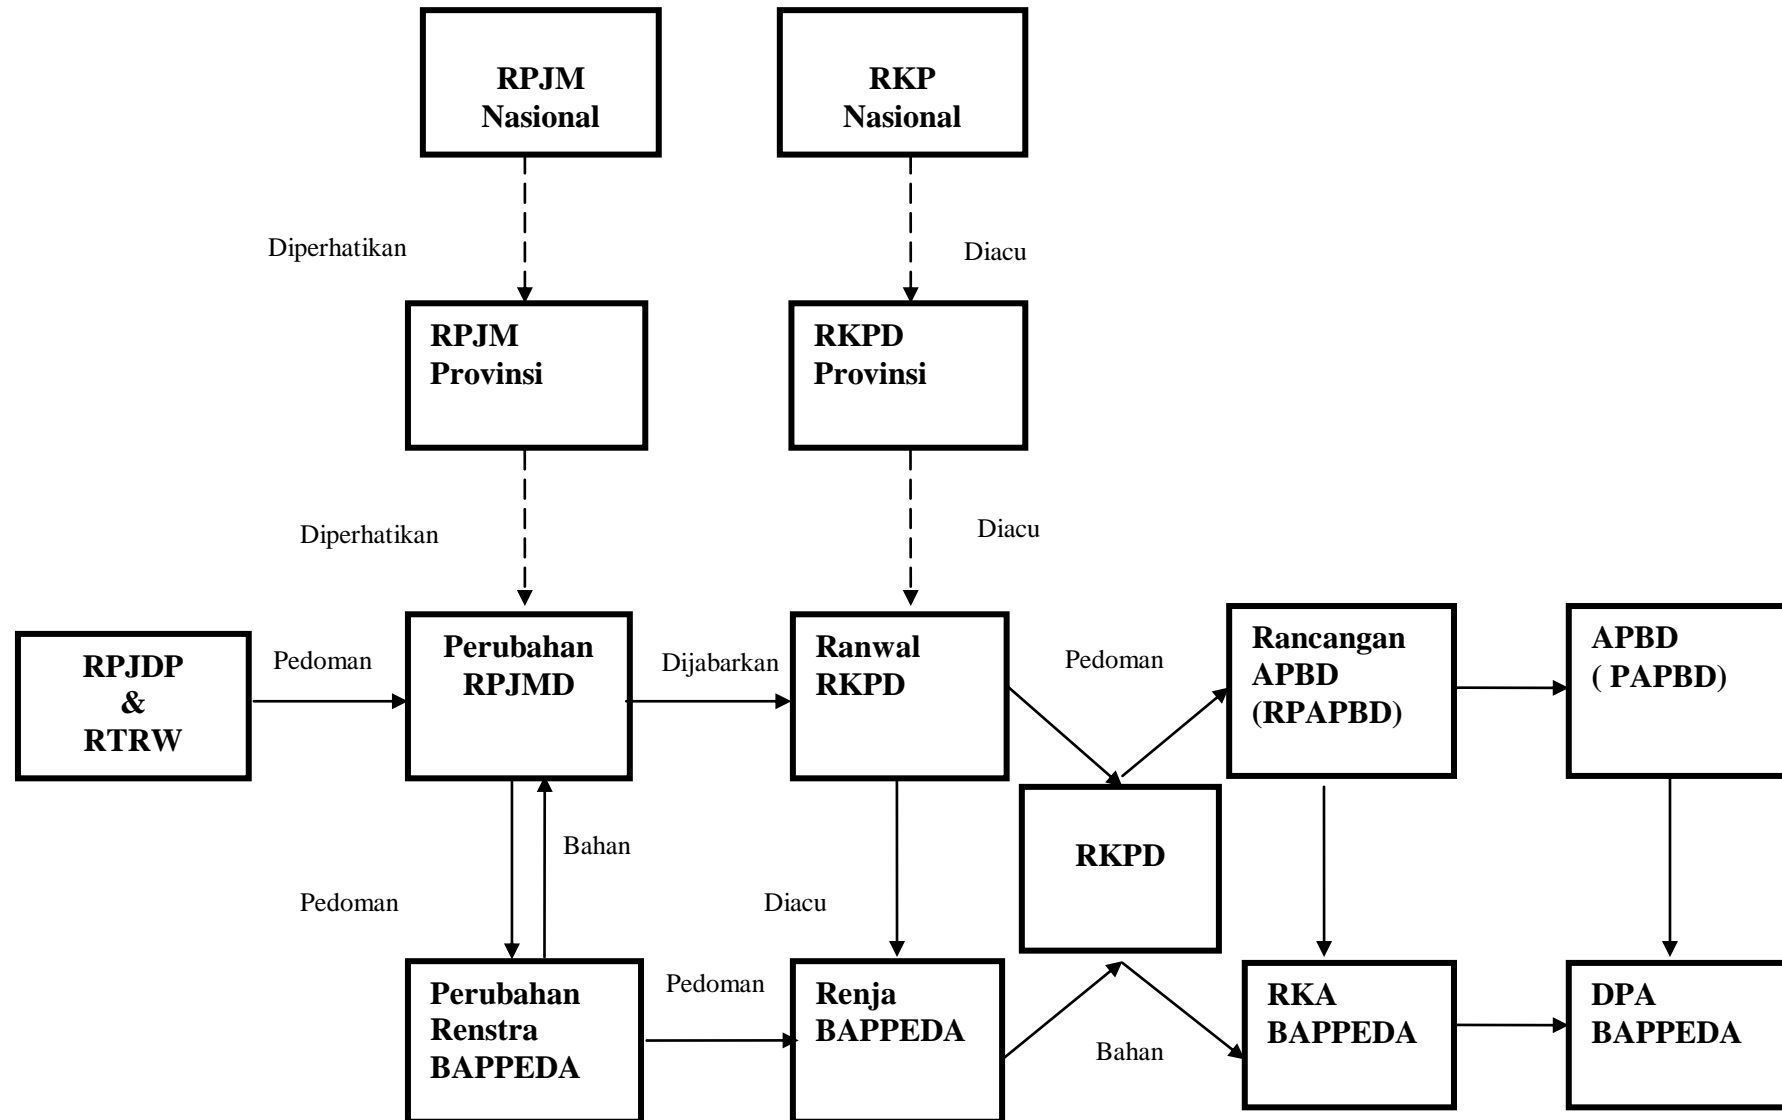 RPJM
Nasional
RKP
Nasional
Diperhatikan
Diacu
RPJM
Provinsi
RKPD
Provinsi
Diperhatikan
Diacu
RPJDP
&
RTRW
Pedoman
Perubahan
RPJMD
Dijabarkan
Ranwal
RKPD
Pedoman
Rancangan
APBD
(RPAPBD)
APBD
( PAPBD)
Bahan
RKPD
Pedoman
Diacu
Perubahan
Renstra
BAPPEDA
Pedoman
Renja
BAPPEDA
Bahan
RKA
BAPPEDA
DPA
BAPPEDA